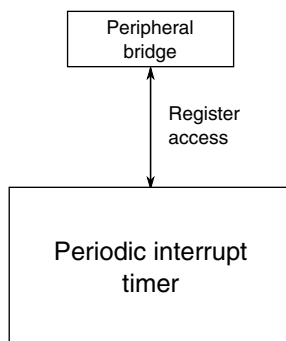 Peripheral
bridge
Register
access
Periodic interrupt
timer